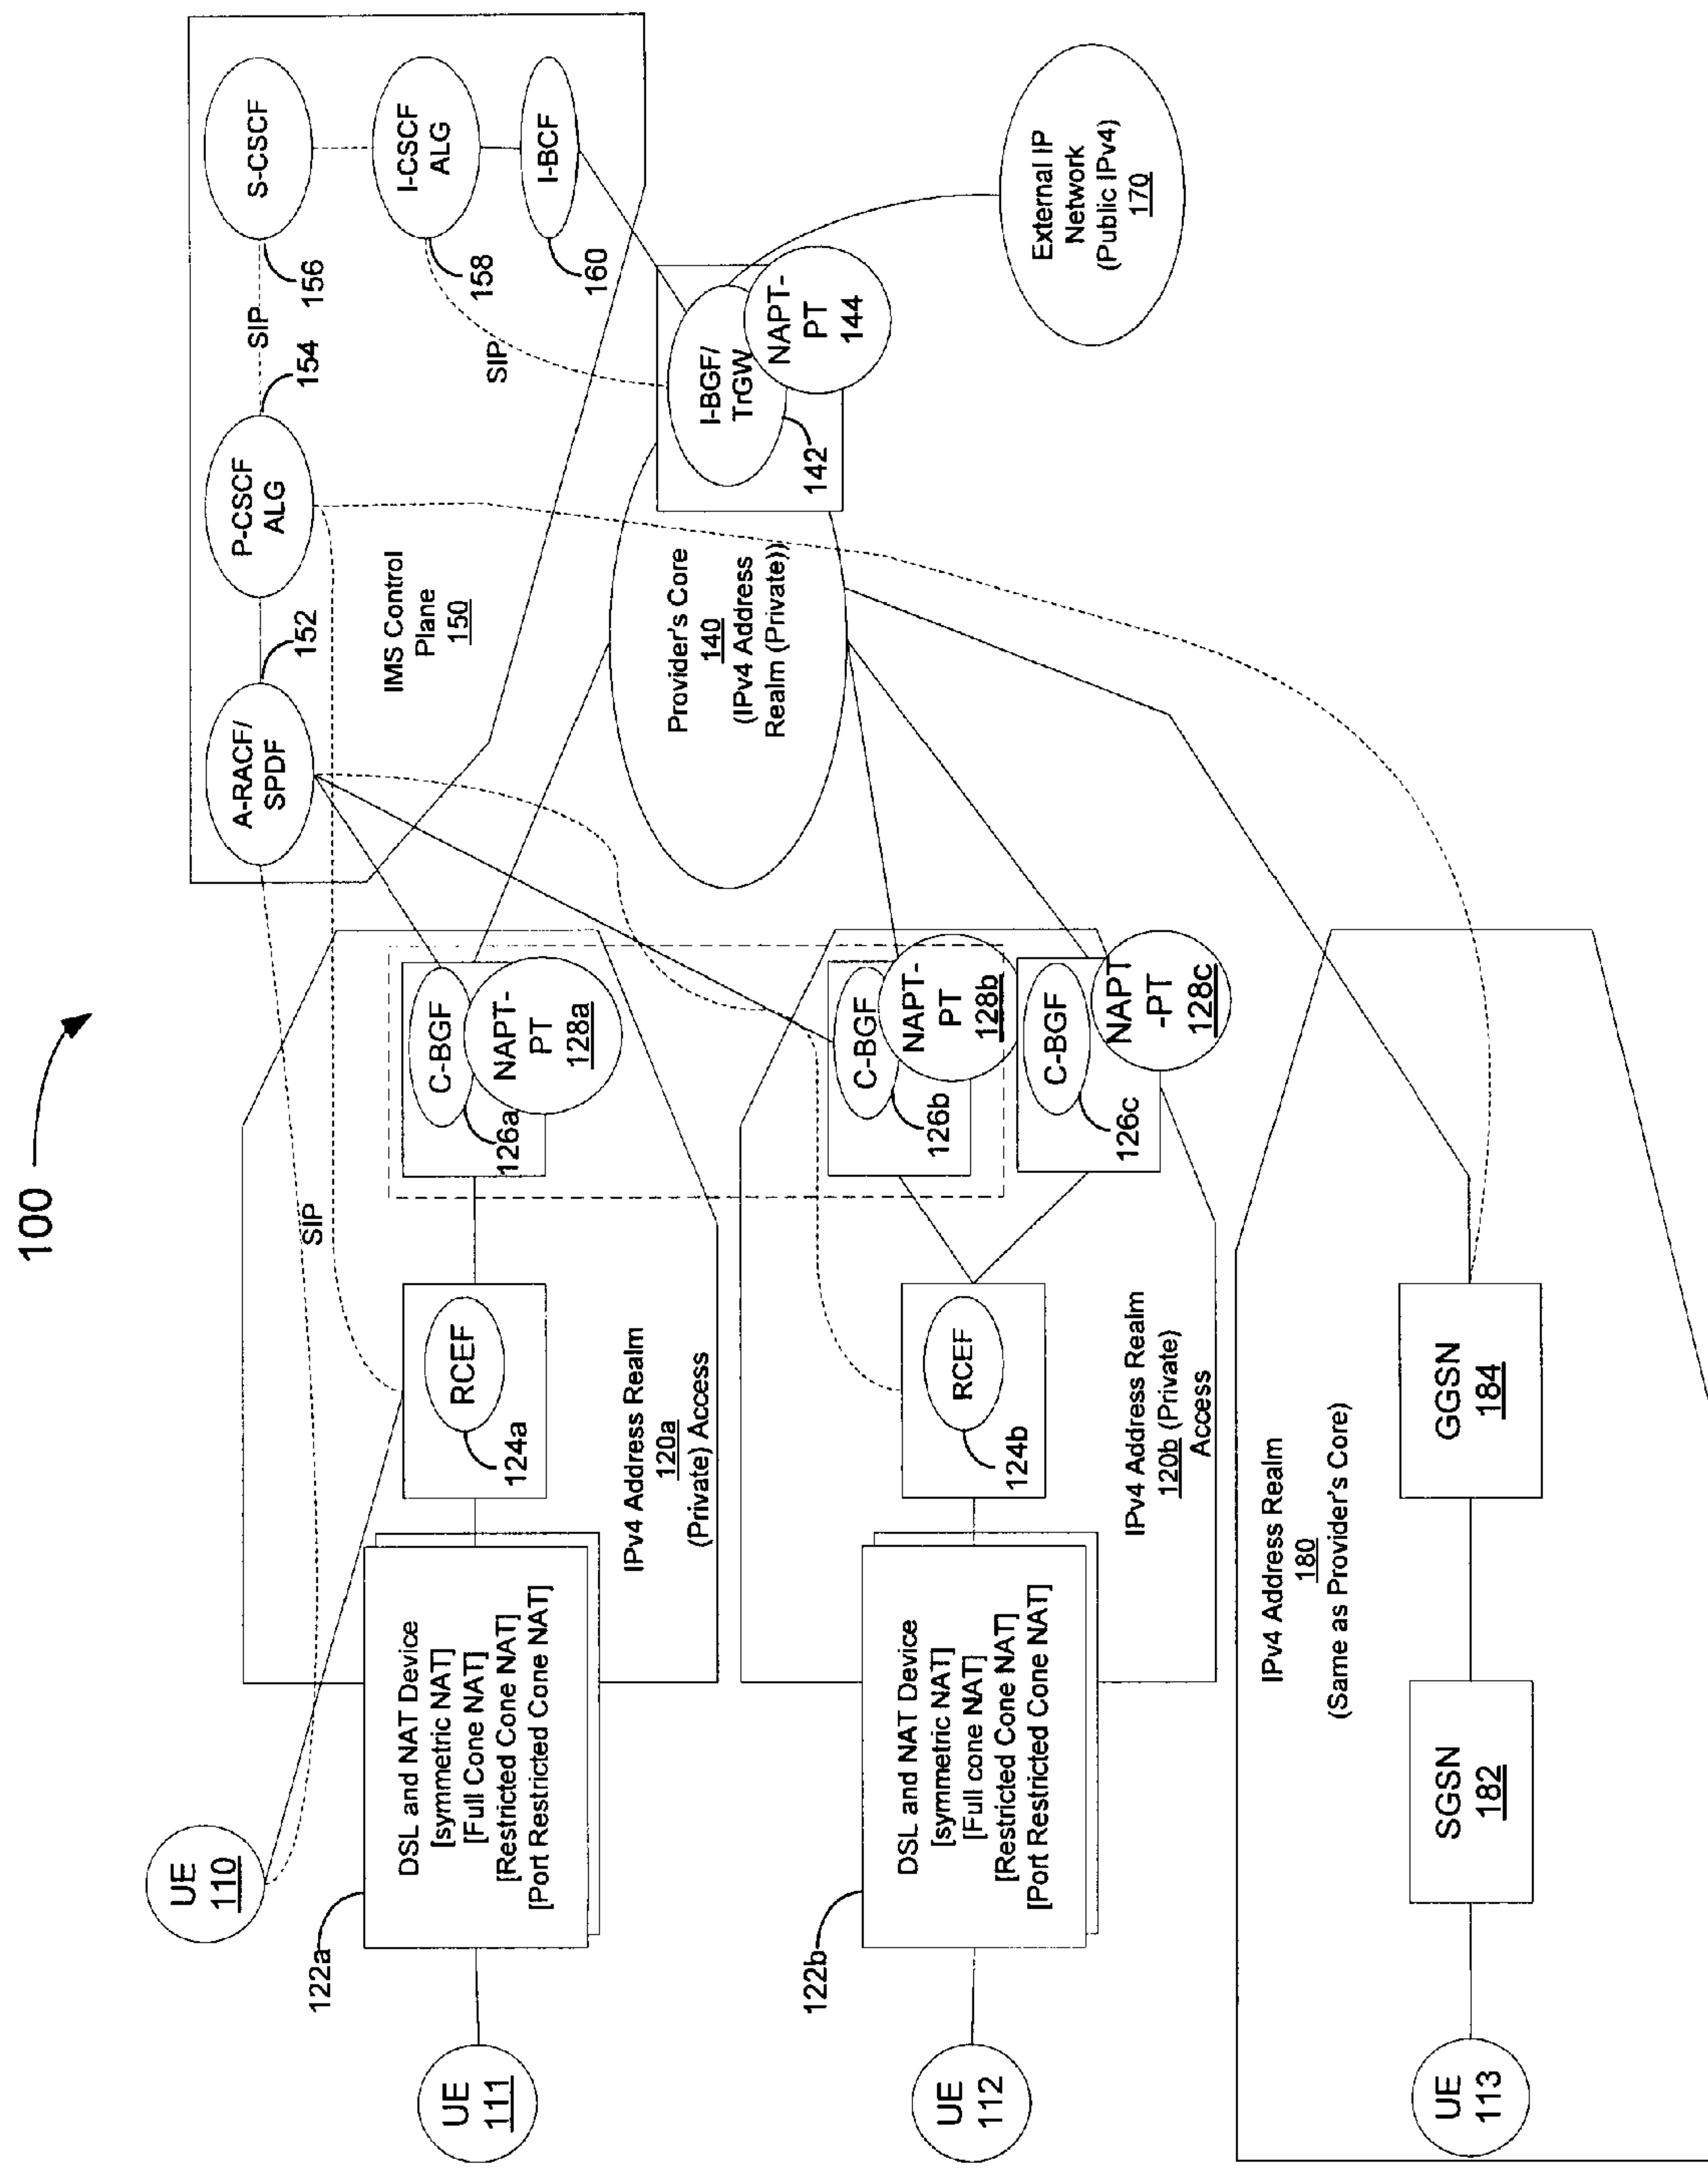 100
UE
110
UE
111
122a
DSL and NAT Device
[symmetric NAT]
[Full Cone NAT]
[Restricted Cone NAT]
[Port Restricted Cone NAT]
SIP
RCEF
124a
IPv4 Address Realm
120a
(Private) Access
C-BGF
126a
NAPT-
PT
128a
A-RACF/
SPDF
152
P-CSCF
ALG
154
SIP
S-CSCF
156
I-CSCF
ALG
158
I-BCF
160
IMS Control
Plane
150
SIP
Provider's Core
140
(IPv4 Address
Realm (Private))
I-BGF/
TrGW
142
NAPT-
PT
144
External IP
Network
(Public IPv4)
170
UE
112
122b
DSL and NAT Device
[symmetric NAT]
[Full cone NAT]
[Restricted Cone NAT]
[Port Restricted Cone NAT]
RCEF
124b
IPv4 Address Realm
120b (Private)
Access
C-BGF
126b
NAPT-
PT
128b
C-BGF
126c
NAPT
-PT
128c
IPv4 Address Realm
180
(Same as Provider's Core)
UE
113
SGSN
182
GGSN
184